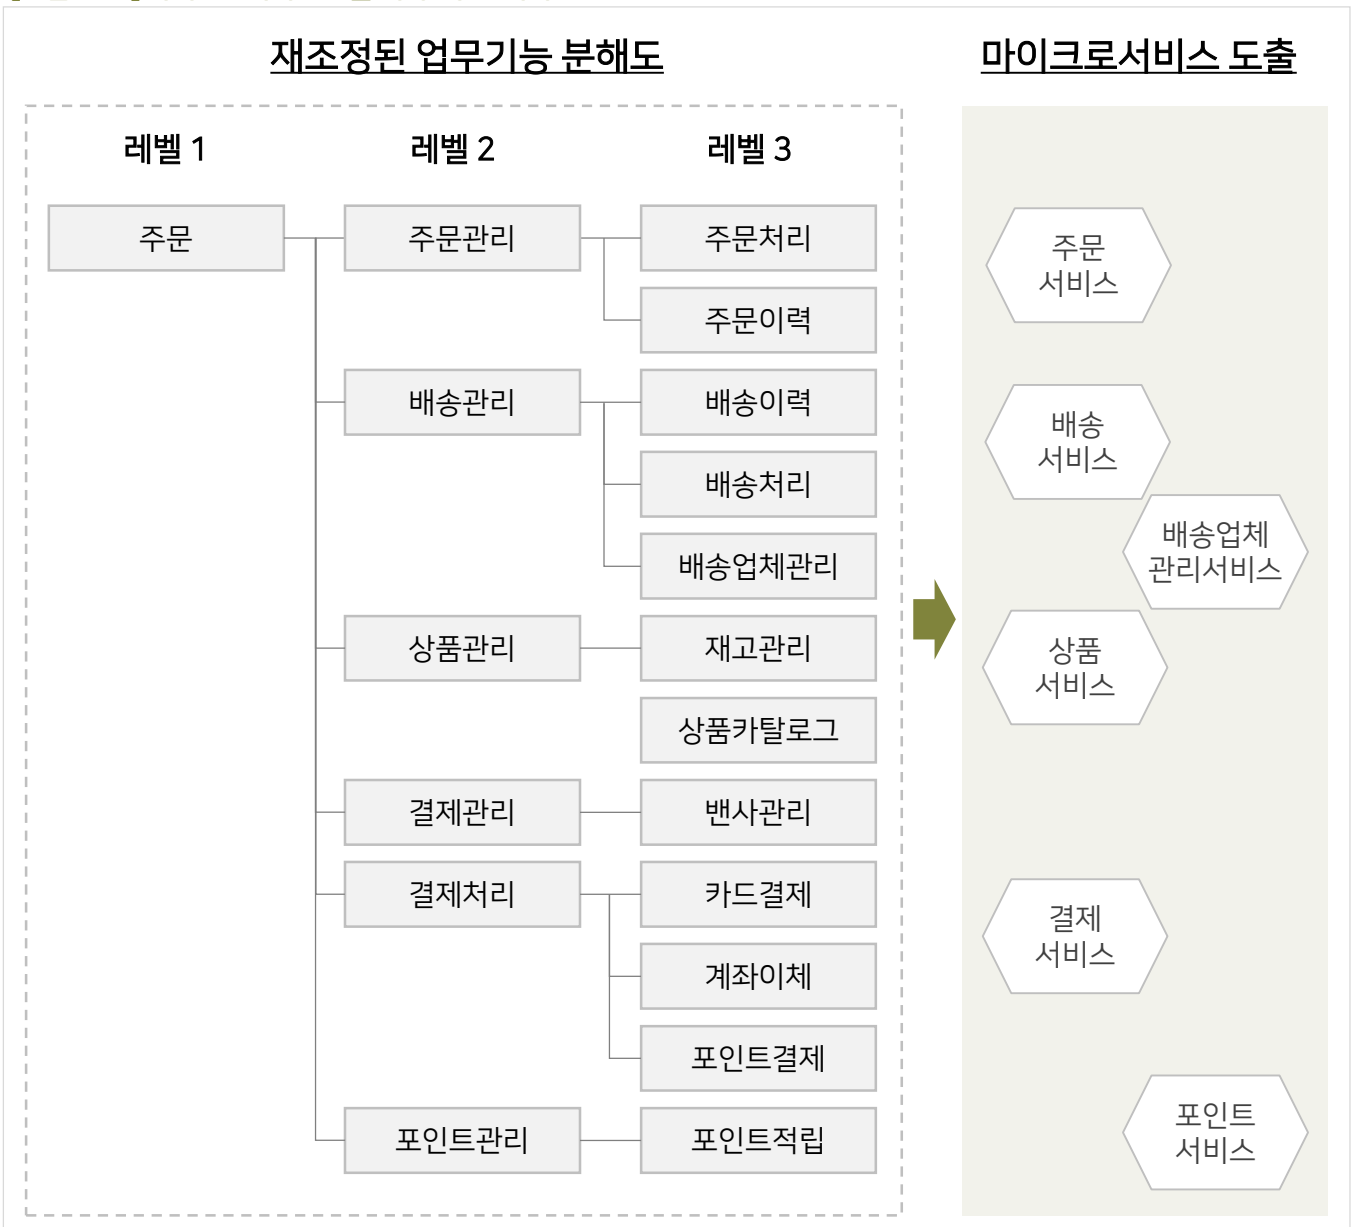 재조정된 업무기능 분해도
마이크로서비스 도출
레벨 1
레벨 2
레벨 3
주문
주문관리
주문처리
주문이력
배송관리
배송이력
배송처리
배송업체관리
상품관리
재고관리
상품카탈로그
결제관리
밴사관리
결제처리
카드결제
계좌이체
포인트결제
포인트관리
포인트적립
주문
서비스
배송
서비스
배송업체
관리서비스
상품
서비스
결제
서비스
포인트
서비스